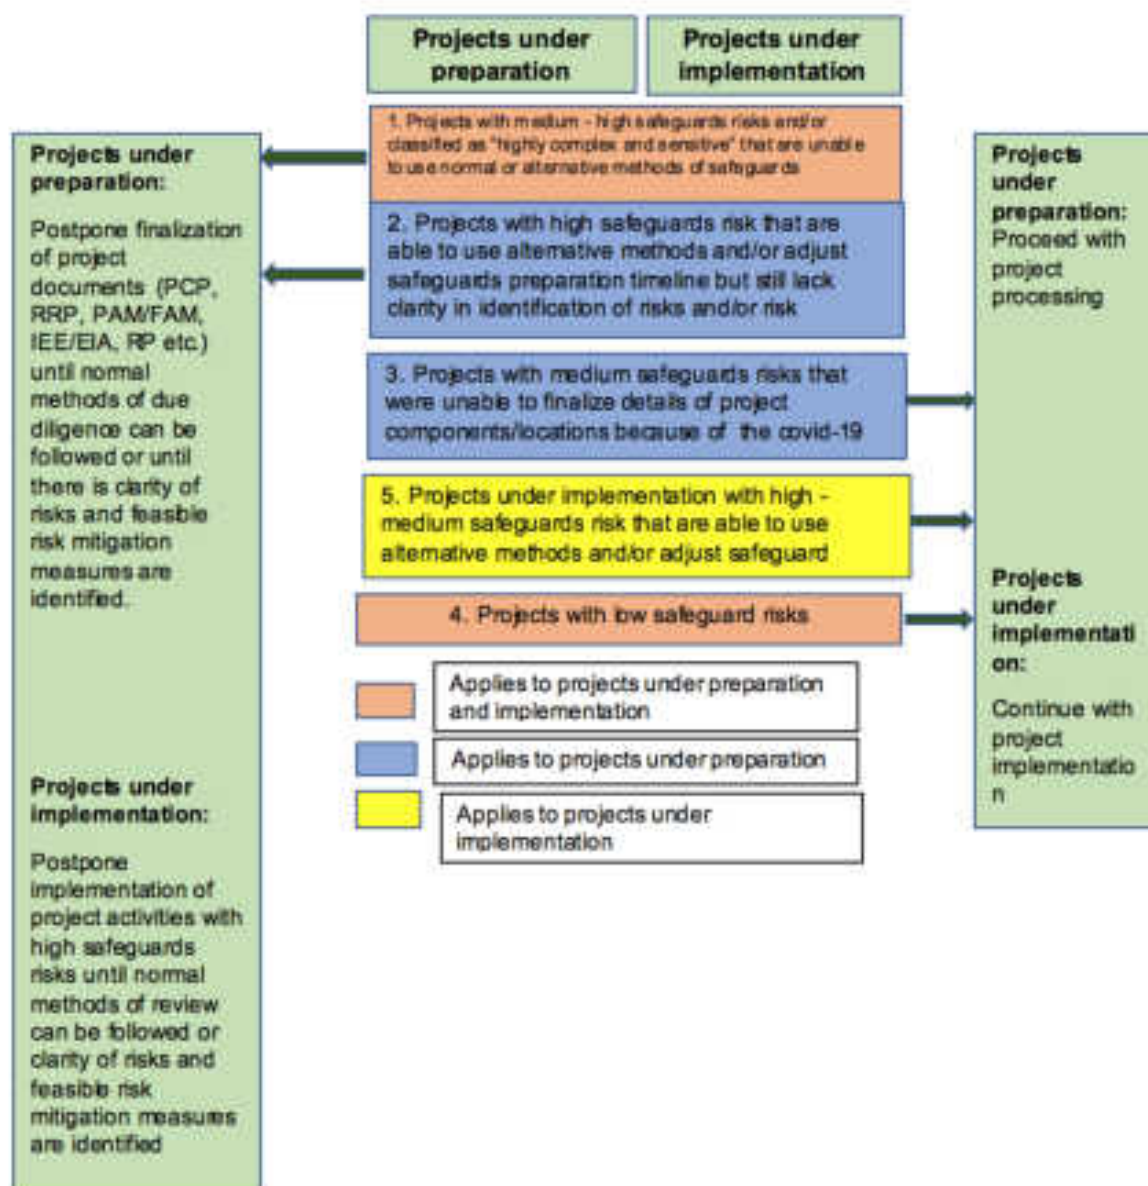 Projects under
preparation
Projects under
implementation
Projects under
preparation:
Postpone finalization
of project
documents (PCP,
RRP, PAM/FAM,
IEE/EIA, RP etc.)
until normal
methods of due
diligence can be
followed or until
there is clarity of
risks and feasible
risk mitigation
measures are
identified.
Projects under
implementation:
Postpone
implementation of
project activities with
high safeguards
risks until normal
methods of review
can be followed or
clarity of risks and
feasible risk
mitigation measures
are identified
1. Projects with medium - high safeguards risks and/or
classified as "highly complex and sensitive" that are unable
to use normal or alternative methods of safeguards
2. Projects with high safeguards risk that are
able to use alternative methods and/or adjust
safeguards preparation timeline but still lack
clarity in identification of risks and/or risk
3. Projects with medium safeguards risks that
were unable to finalize details of project
components/locations because of the covid-19
5. Projects under implementation with high -
medium safeguards risk that are able to use
alternative methods and/or adjust safeguard
4. Projects with low safeguard risks
Applies to projects under preparation
and implementation
Applies to projects under preparation
Applies to projects under
implementation
Projects
under
preparation:
Proceed with
project
processing
Projects
under
implementati
on:
Continue with
project
implementatio
n